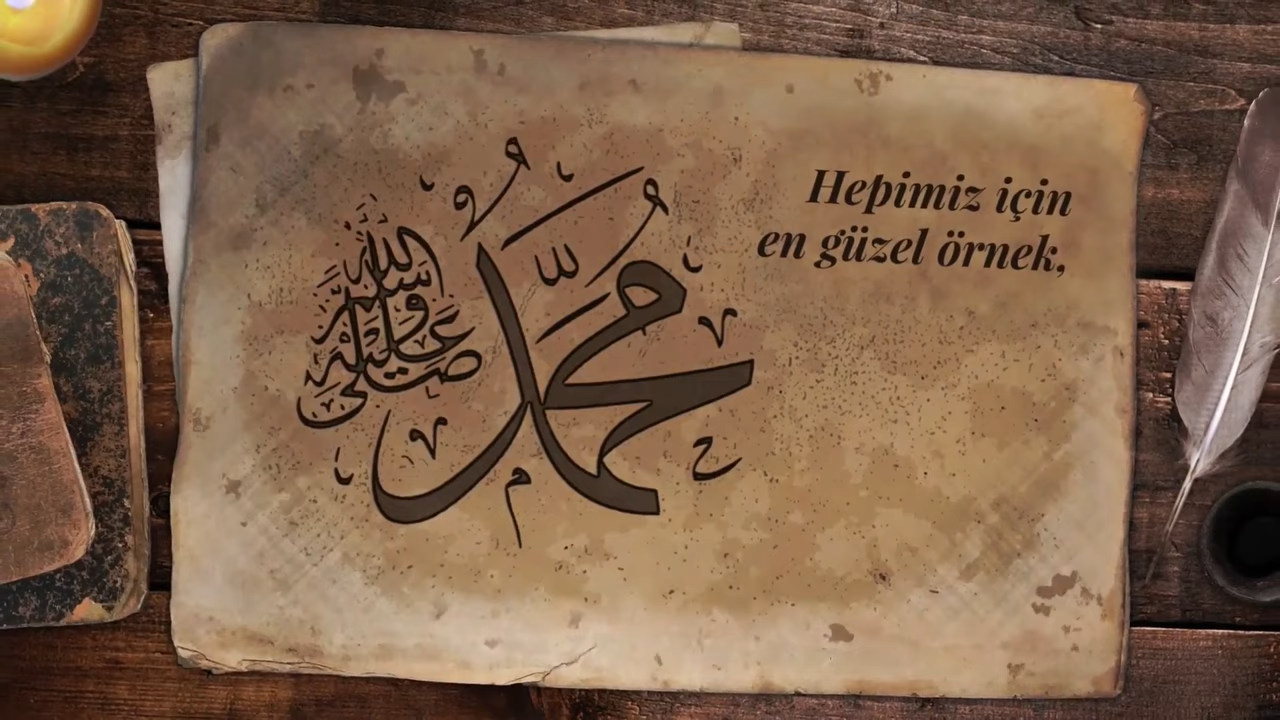 محمد
صلى الله عليه وسلم
Hepimiz için
en güzel örnek,